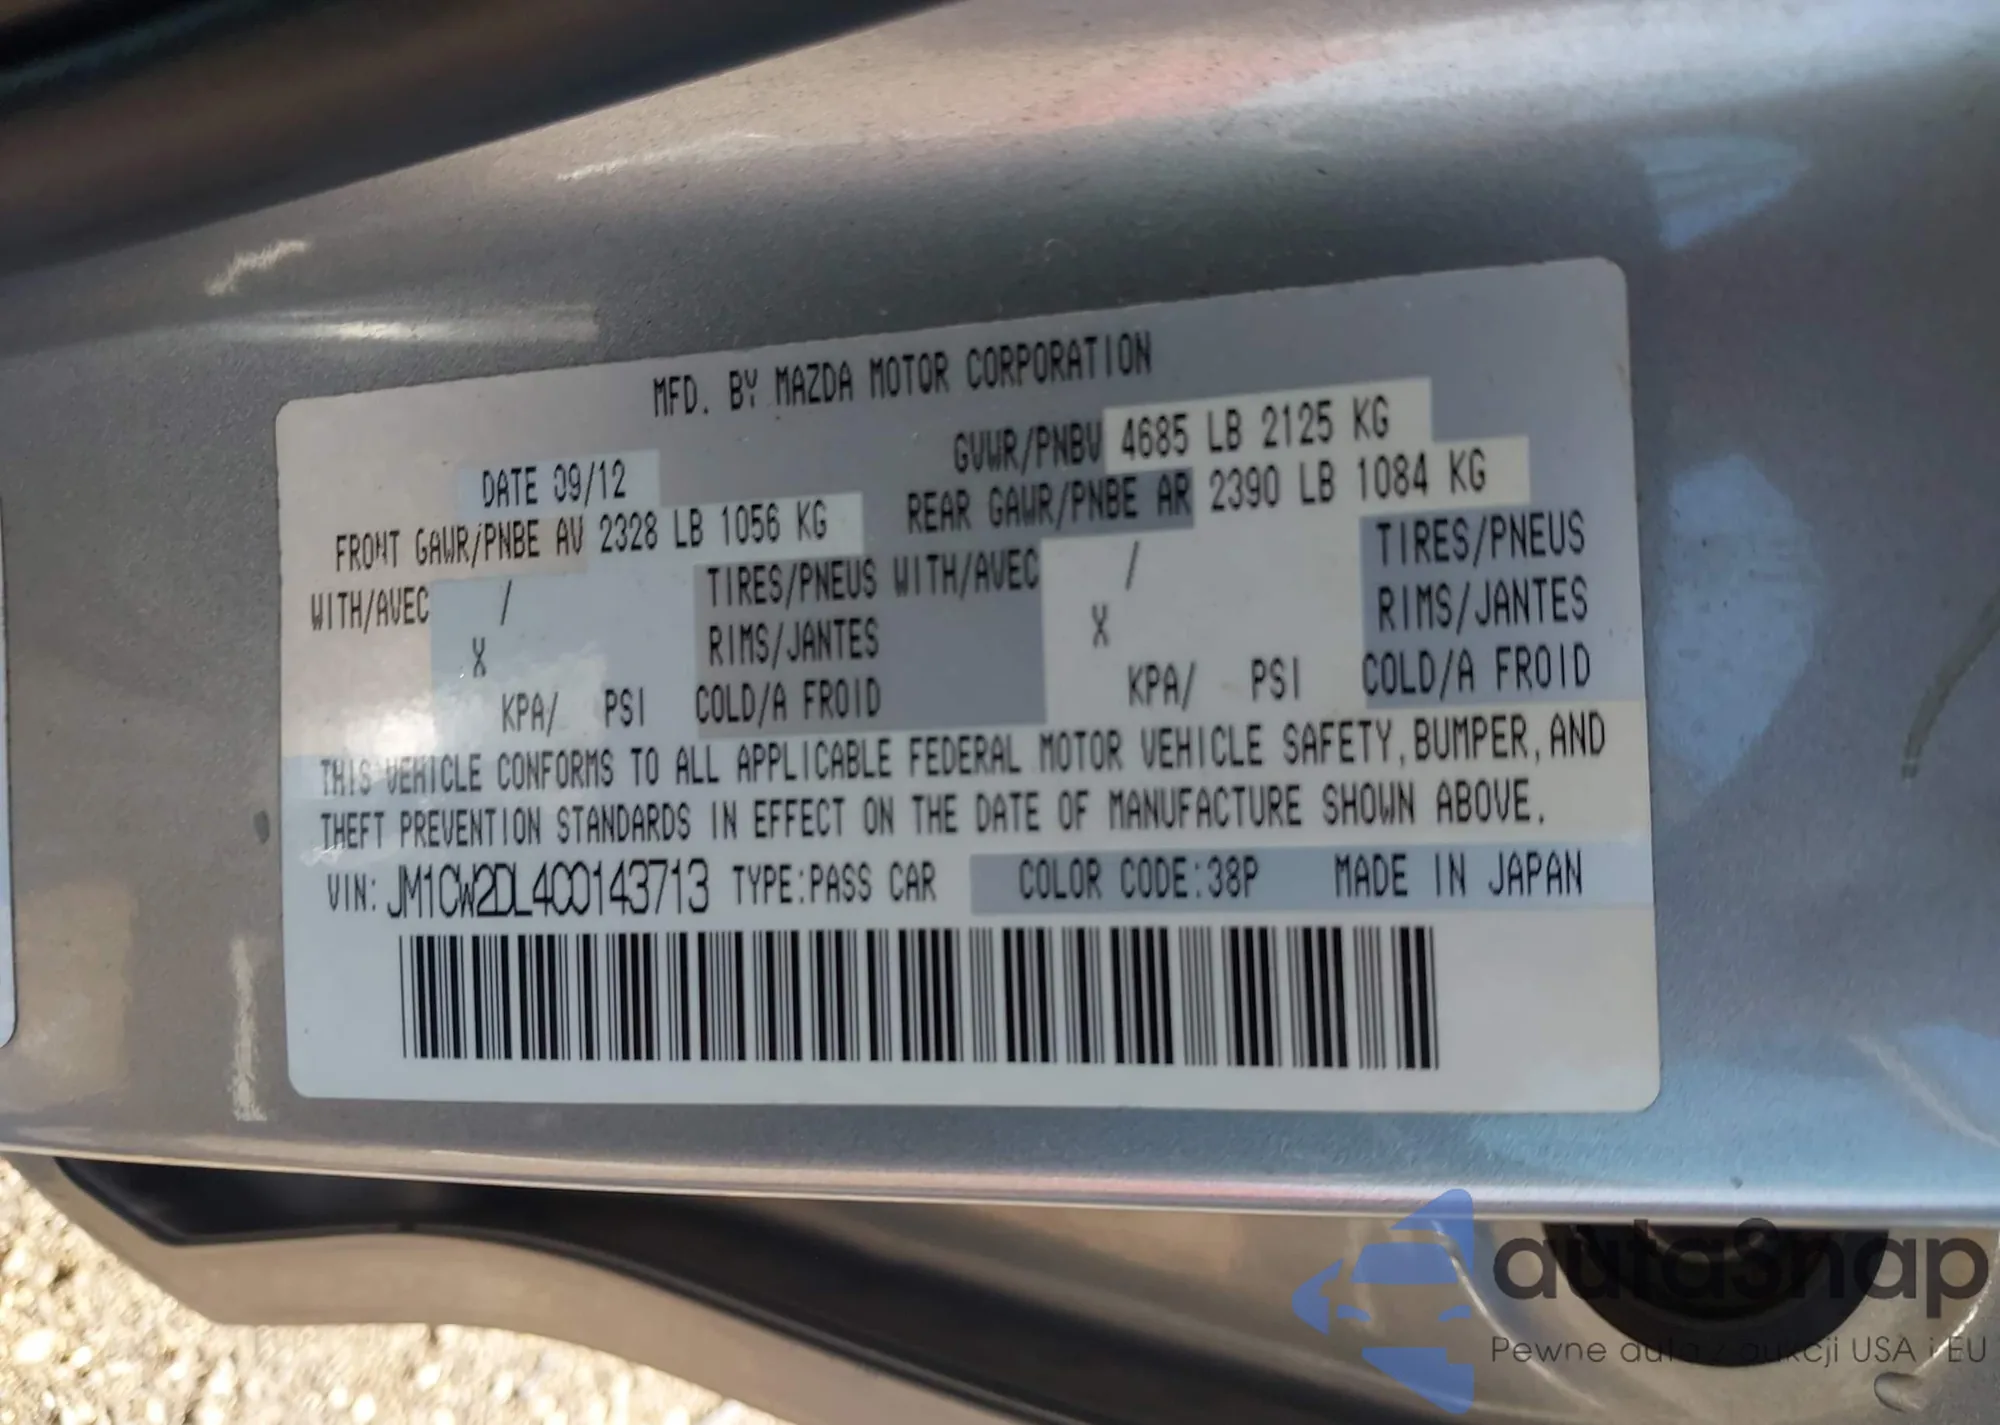 MFD. BY MAZDA MOTOR CORPORATION
DATE 09/12 GVWR/PNBV 4685 LB 2125 KG
FRONT GAWR/PNBE AV 2328 LB 1056 KG REAR GAWR/PNBE AR 2390 LB 1084 KG
WITH/AVEC / TIRES/PNEUS WITH/AVEC / TIRES/PNEUS
X RIMS/JANTES X RIMS/JANTES
KPA/ PSI COLD/A FROID KPA/ PSI COLD/A FROID
THIS VEHICLE CONFORMS TO ALL APPLICABLE FEDERAL MOTOR VEHICLE SAFETY, BUMPER, AND
THEFT PREVENTION STANDARDS IN EFFECT ON THE DATE OF MANUFACTURE SHOWN ABOVE.
VIN: JM1CW2DL4C0143713 TYPE:PASS CAR COLOR CODE:38P MADE IN JAPAN
autaSnap
Pewne auta z aukcji USA i EU